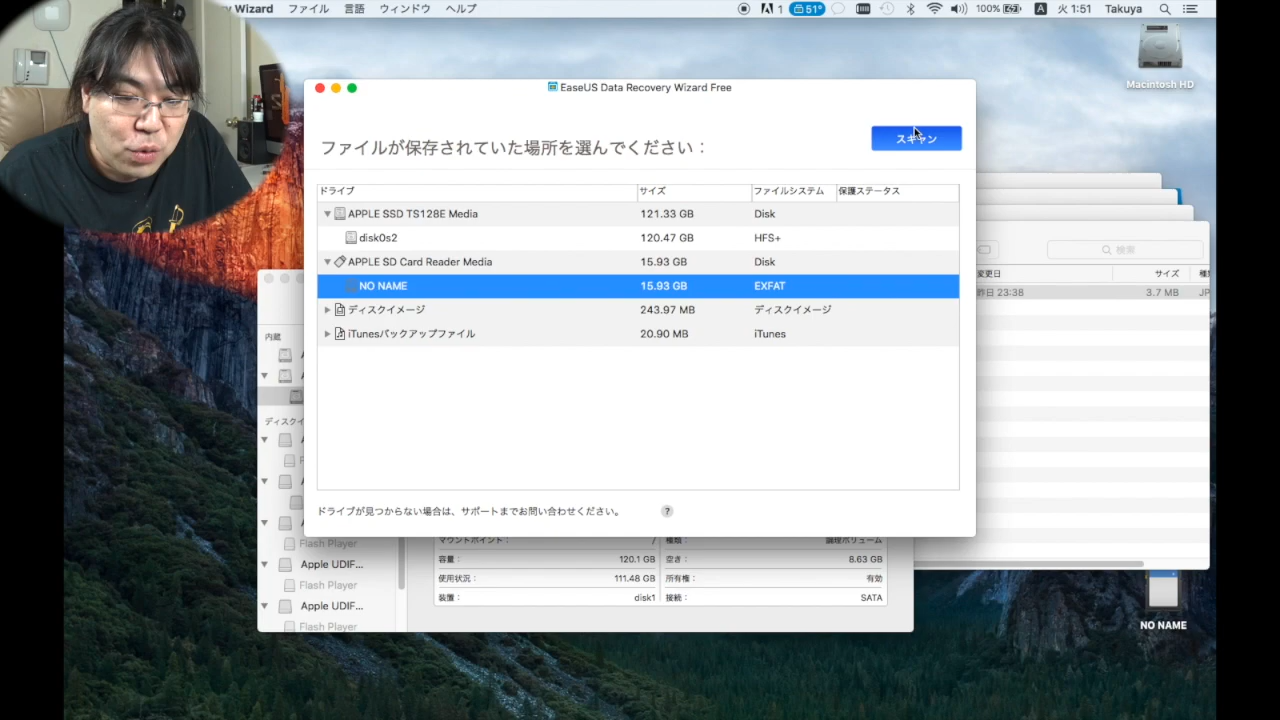 y Wizard ファイル 言語 ウィンドウ ヘルプ 1 51° 100% A 火 1:51 Takuya
Macintosh HD
EaseUS Data Recovery Wizard Free
ファイルが保存されていた場所を選んでください：
スキャン
ドライブ サイズ ファイルシステム 保護ステータス
APPLE SSD TS128E Media 121.33 GB Disk
disk0s2 120.47 GB HFS+
APPLE SD Card Reader Media 15.93 GB Disk
NO NAME 15.93 GB EXFAT
ディスクイメージ 243.97 MB ディスクイメージ
iTunesバックアップファイル 20.90 MB iTunes
ドライブが見つからない場合は、サポートまでお問い合わせください。 ?
検索
変更日 サイズ 種
昨日 23:38 3.7 MB JP
内蔵
ディスクイ
Flash Player
Apple UDIF...
Flash Player
Apple UDIF...
Flash Player
マウントポイント： / 種類： 論理ボリューム
容量： 120.1 GB 空き： 8.63 GB
使用状況： 111.48 GB 所有権： 有効
装置： disk1 接続： SATA
NO NAME